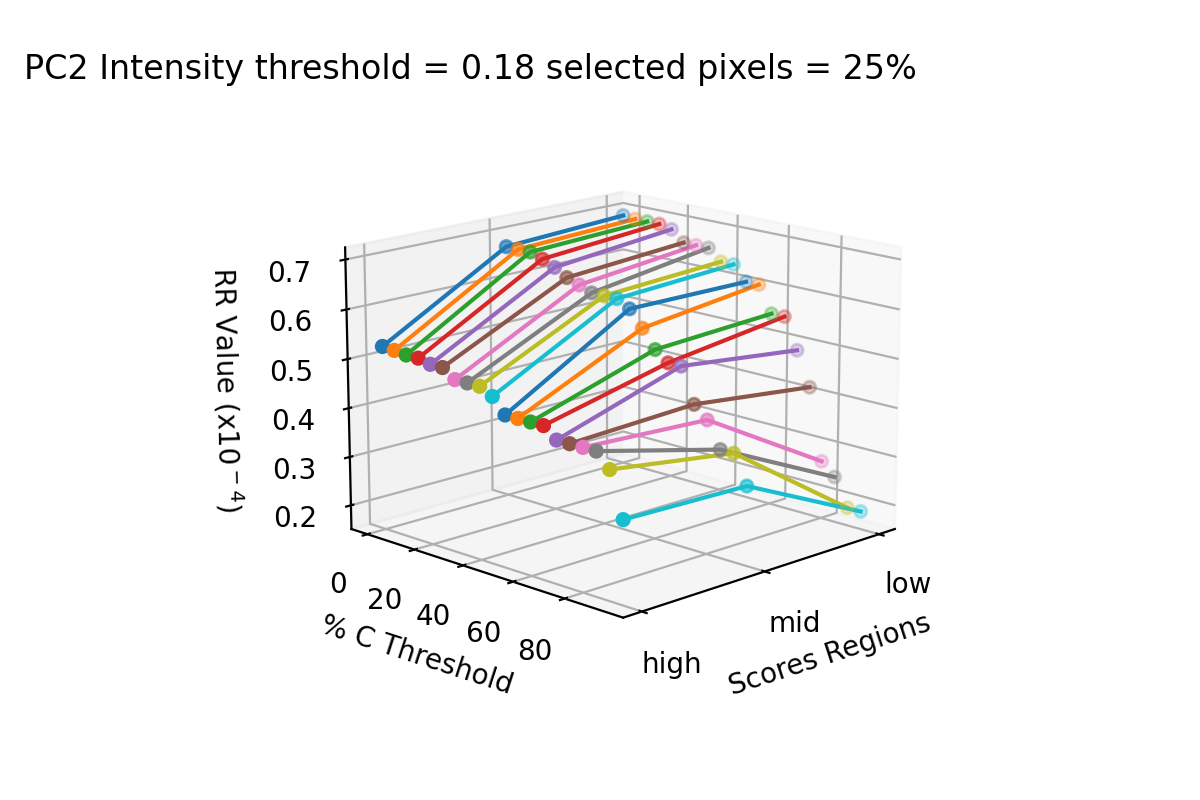 PC2 Intensity threshold = 0.18 selected pixels = 25%
RR Value (x10⁻⁴)
0.7
0.6
0.5
0.4
0.3
0.2
0
20
40
60
80
% C Threshold
low
mid
high
Scores Regions